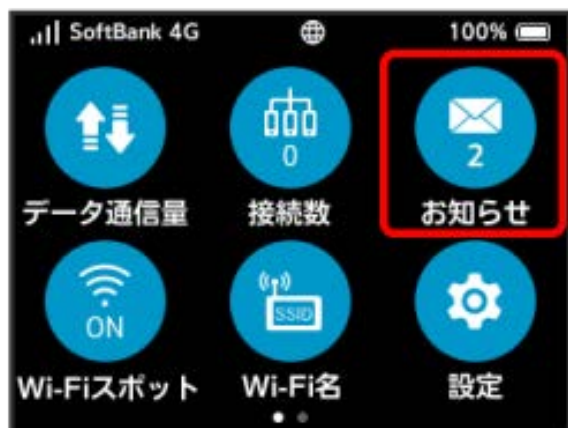 SoftBank 4G 100%
0 2
データ通信量 接続数 お知らせ
ON SSID
Wi-Fiスポット Wi-Fi名 設定